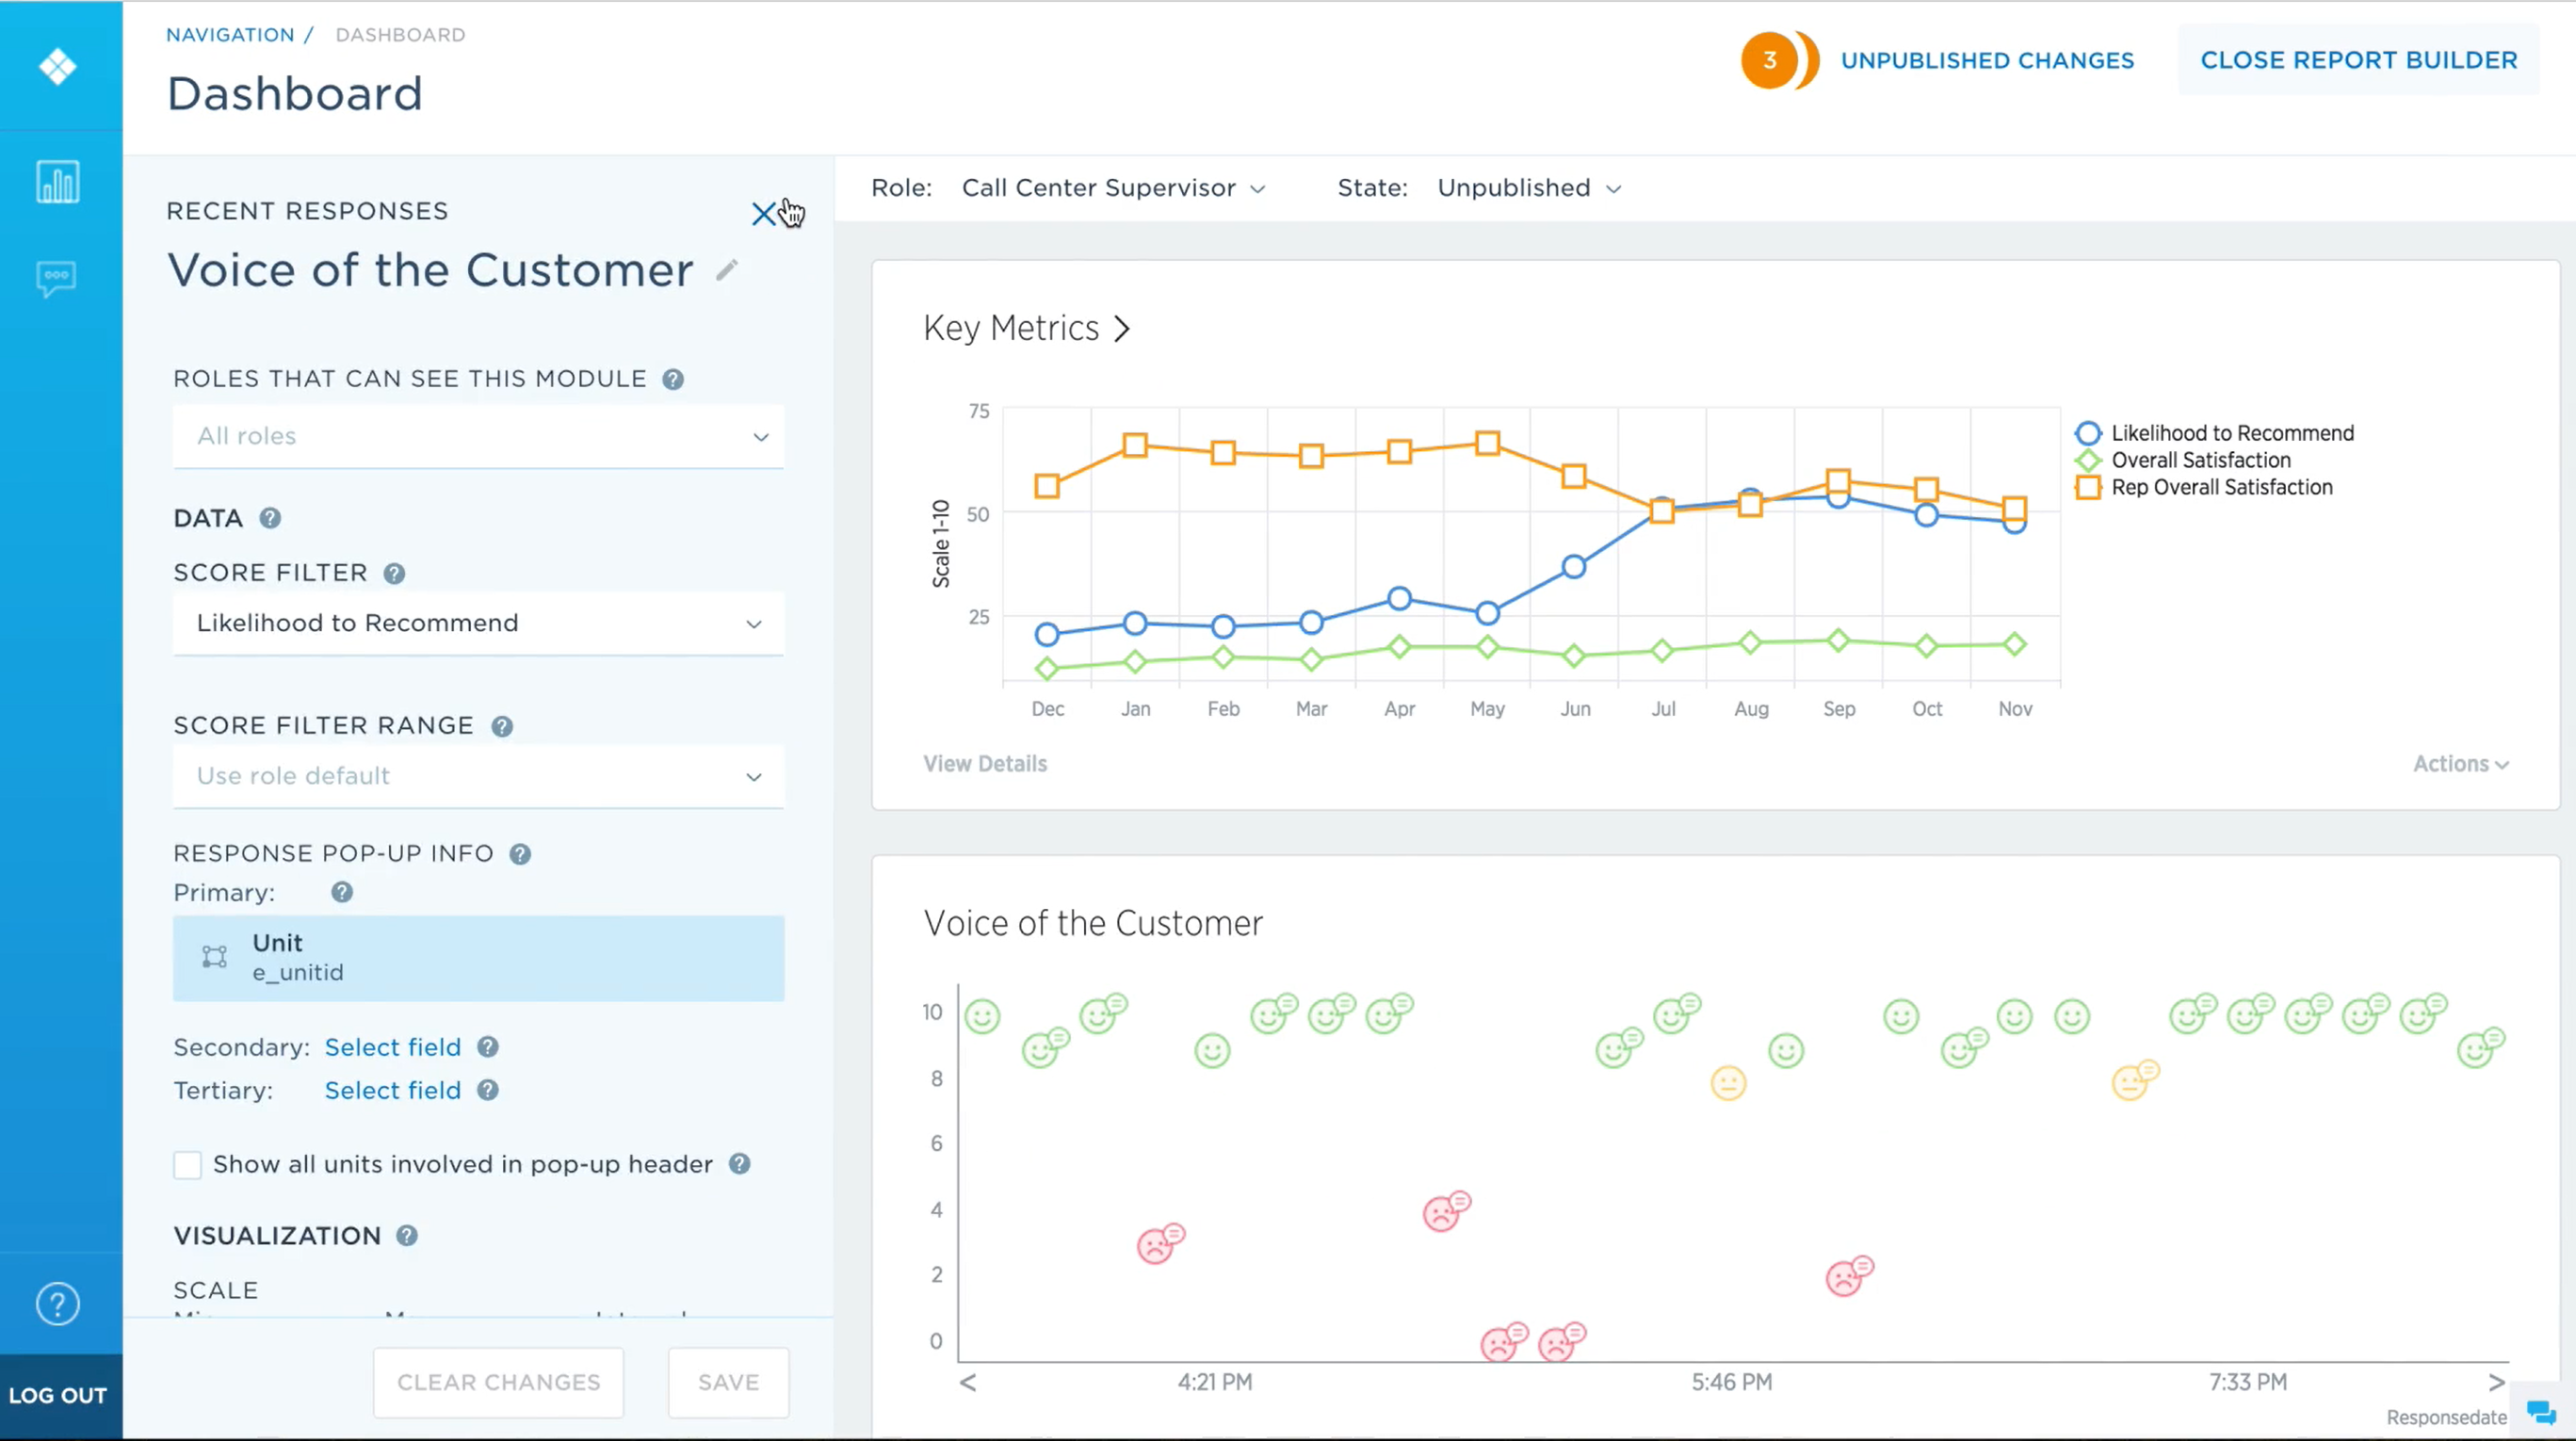 NAVIGATION / DASHBOARD
Dashboard
3 UNPUBLISHED CHANGES
CLOSE REPORT BUILDER
RECENT RESPONSES
Voice of the Customer
ROLES THAT CAN SEE THIS MODULE ?
All roles
DATA ?
SCORE FILTER ?
Likelihood to Recommend
SCORE FILTER RANGE ?
Use role default
RESPONSE POP-UP INFO ?
Primary: ?
Unit
e_unitid
Secondary: Select field ?
Tertiary: Select field ?
Show all units involved in pop-up header ?
VISUALIZATION ?
SCALE
CLEAR CHANGES SAVE
?
LOG OUT
Role: Call Center Supervisor State: Unpublished
Key Metrics >
75
50
25
Scale 1-10
Dec Jan Feb Mar Apr May Jun Jul Aug Sep Oct Nov
Likelihood to Recommend
Overall Satisfaction
Rep Overall Satisfaction
View Details Actions
Voice of the Customer
10
8
6
4
2
0
< 4:21 PM 5:46 PM 7:33 PM >
Responsedate